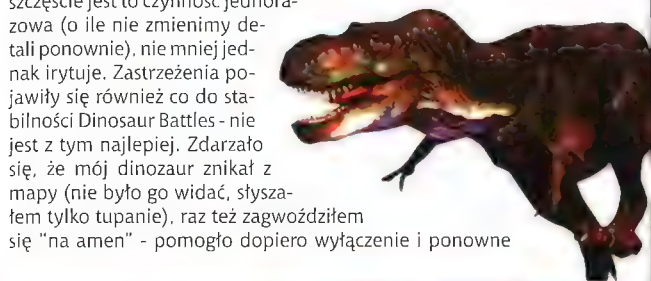 szczęście jest to czynność jednora-
zowa (o ile nie zmienimy de-
tali ponownie), nie mniej jed-
nak irytuje. Zastrzeżenia po-
jawiły się również co do sta-
bilności Dinosaur Battles - nie
jest z tym najlepiej. Zdarzało
się, że mój dinozaur znikał z
mapy (nie było go widać, słysza-
łem tylko tupanie), raz też zagwoździłem
się "na amen" - pomogło dopiero wyłączenie i ponowne